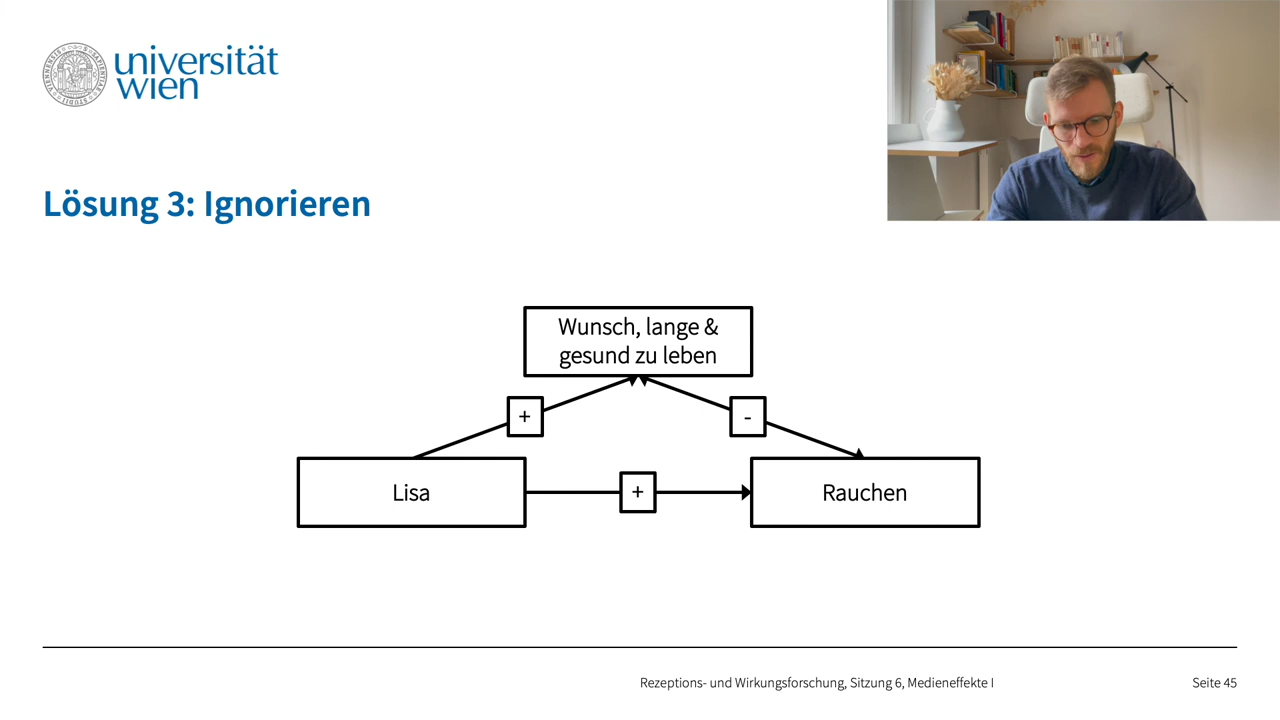 universität
wien
Lösung 3: Ignorieren
Wunsch, lange &
gesund zu leben
+
-
Lisa
+
Rauchen
Rezeptions- und Wirkungsforschung, Sitzung 6, Medieneffekte I
Seite 45